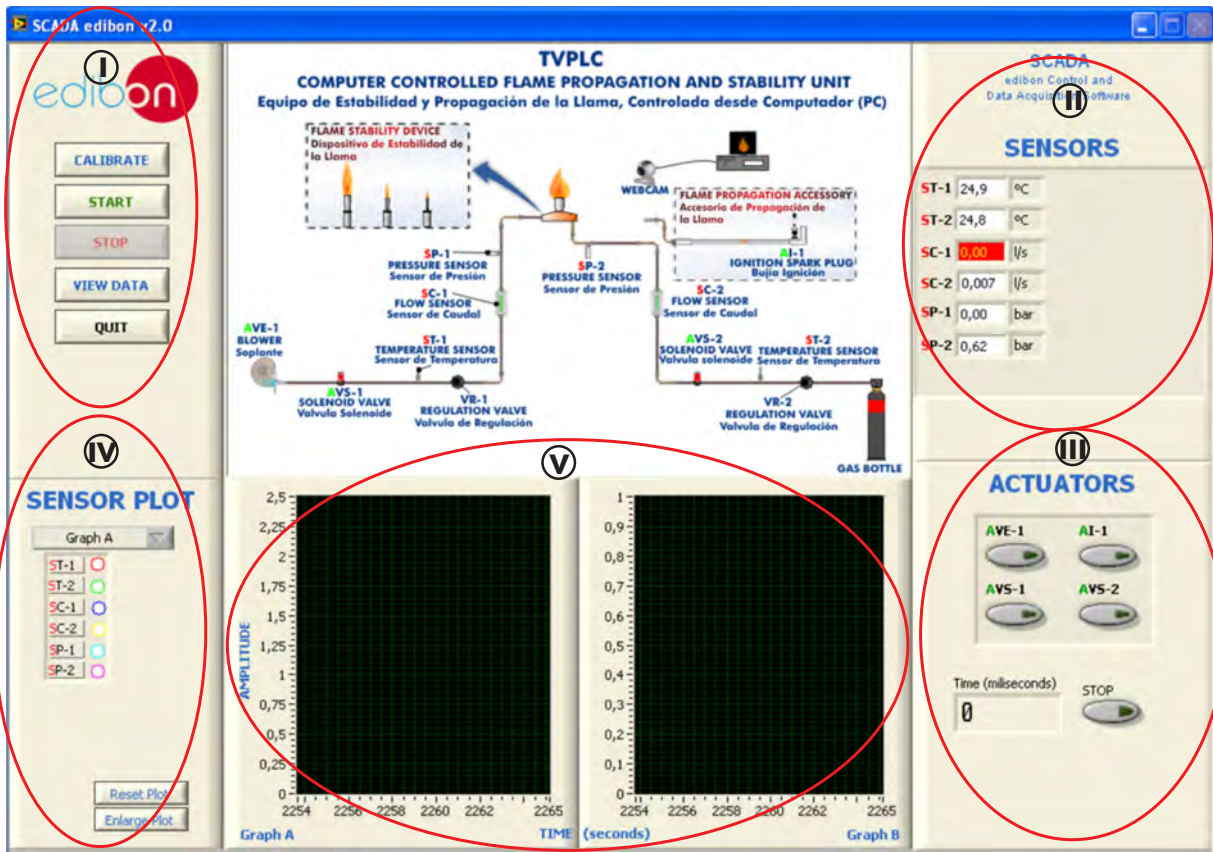 SCADA edibon v2.0
I
edibon
CALIBRATE
START
STOP
VIEW DATA
QUIT
TVPLC
COMPUTER CONTROLLED FLAME PROPAGATION AND STABILITY UNIT
Equipo de Estabilidad y Propagación de la Llama, Controlada desde Computador (PC)
FLAME STABILITY DEVICE
Dispositivo de Estabilidad de
la Llama
WEBCAM
FLAME PROPAGATION ACCESSORY
Accesorio de Propagación de
la Llama
AI-1
IGNITION SPARK PLUG
Bujía Ignición
SP-1
PRESSURE SENSOR
Sensor de Presión
SP-2
PRESSURE SENSOR
Sensor de Presión
SC-1
FLOW SENSOR
Sensor de Caudal
SC-2
FLOW SENSOR
Sensor de Caudal
AVE-1
BLOWER
Soplante
ST-1
TEMPERATURE SENSOR
Sensor de Temperatura
AVS-2
SOLENOID VALVE
Valvula solenoide
ST-2
TEMPERATURE SENSOR
Sensor de Temperatura
AVS-1
SOLENOID VALVE
Valvula Solenoide
VR-1
REGULATION VALVE
Valvula de Regulación
VR-2
REGULATION VALVE
Valvula de Regulación
GAS BOTTLE
SCADA
edibon Control and
Data Acquisition Software
II
SENSORS
ST-1 24,9 ºC
ST-2 24,8 ºC
SC-1 0,00 l/s
SC-2 0,007 l/s
SP-1 0,00 bar
SP-2 0,62 bar
IV
SENSOR PLOT
Graph A
ST-1
ST-2
SC-1
SC-2
SP-1
SP-2
Reset Plot
Enlarge Plot
V
2,5
2,25
2
1,75
1,5
1,25
1
0,75
0,5
0,25
0
AMPLITUDE
2254 2256 2258 2260 2262 2265
Graph A
TIME (seconds)
1
0,9
0,8
0,7
0,6
0,5
0,4
0,3
0,2
0,1
0
2254 2256 2258 2260 2262 2265
Graph B
III
ACTUATORS
AVE-1 AI-1
AVS-1 AVS-2
Time (miliseconds)
0
STOP